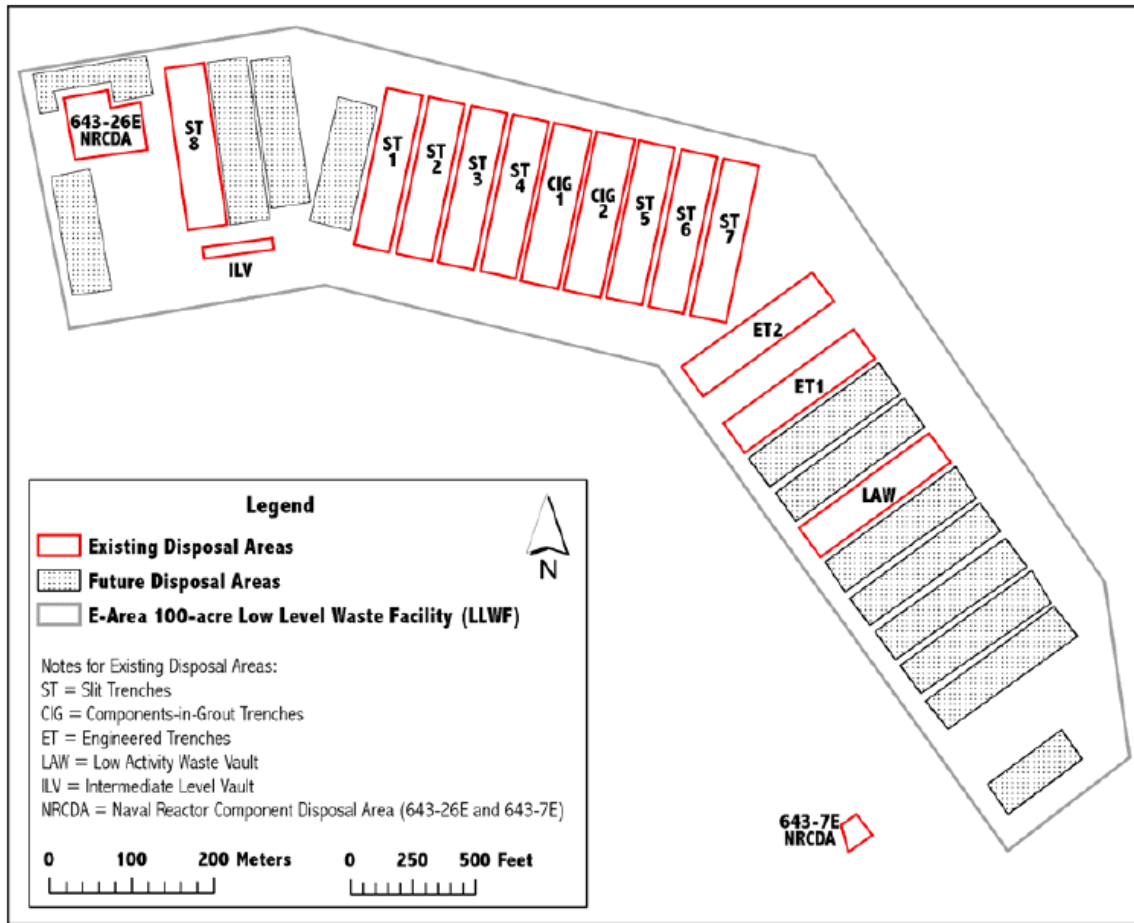 643-26E
NRCDA
ST
8
ILV
ST
1
ST
2
ST
3
ST
4
CIG
1
CIG
2
ST
5
ST
6
ST
7
ET2
ET1
LAW
643-7E
NRCDA
Legend
Existing Disposal Areas
Future Disposal Areas
E-Area 100-acre Low Level Waste Facility (LLWF)
N
Notes for Existing Disposal Areas:
ST = Slit Trenches
CIG = Components-in-Grout Trenches
ET = Engineered Trenches
LAW = Low Activity Waste Vault
ILV = Intermediate Level Vault
NRCDA = Naval Reactor Component Disposal Area (643-26E and 643-7E)
0 100 200 Meters
0 250 500 Feet